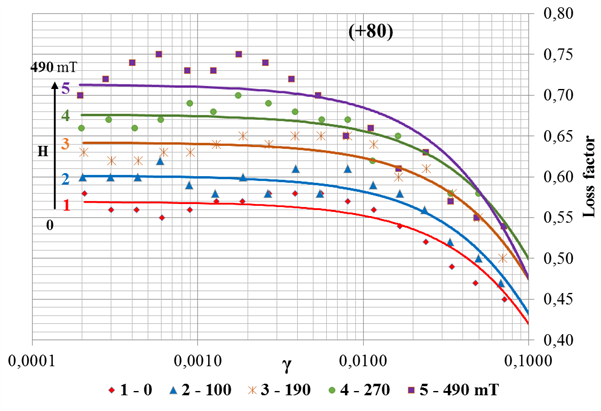 (+80)
0,80
0,75
0,70
0,65
0,60
0,55
0,50
0,45
0,40
Loss factor
490 mT
H
0
5
4
3
2
1
0,0001
0,0010
0,0100
0,1000
γ
1 - 0
2 - 100
3 - 190
4 - 270
5 - 490 mT